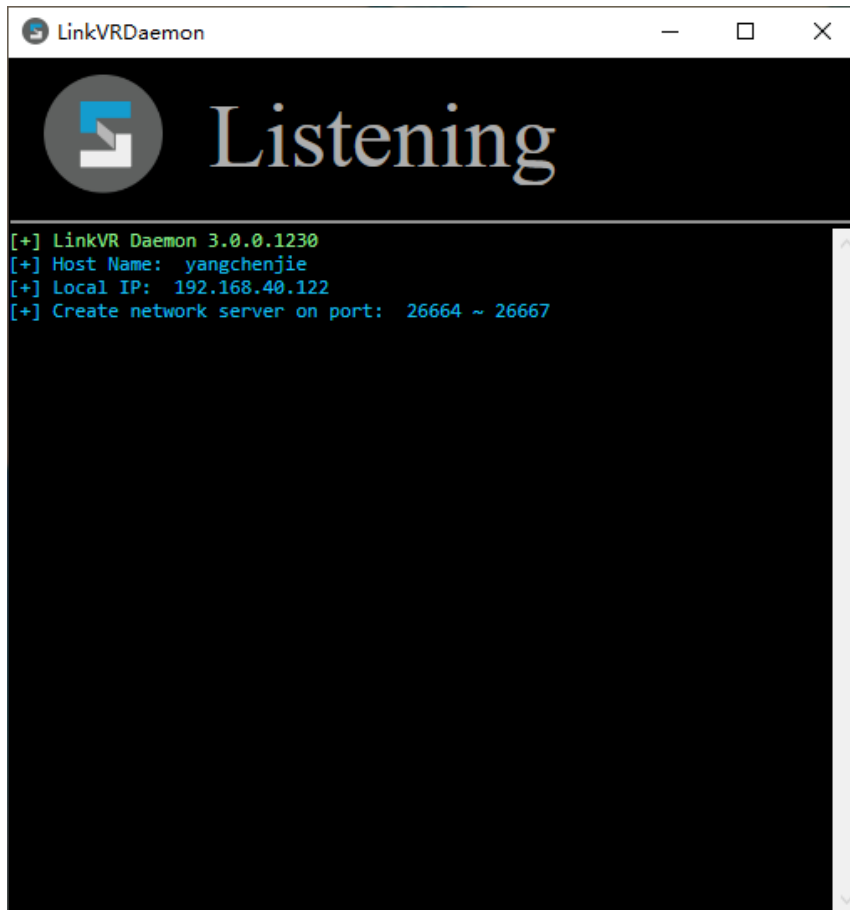 LinkVRDaemon
Listening
[+] LinkVR Daemon 3.0.0.1230
[+] Host Name:  yangchenjie
[+] Local IP:  192.168.40.122
[+] Create network server on port:  26664 ~ 26667